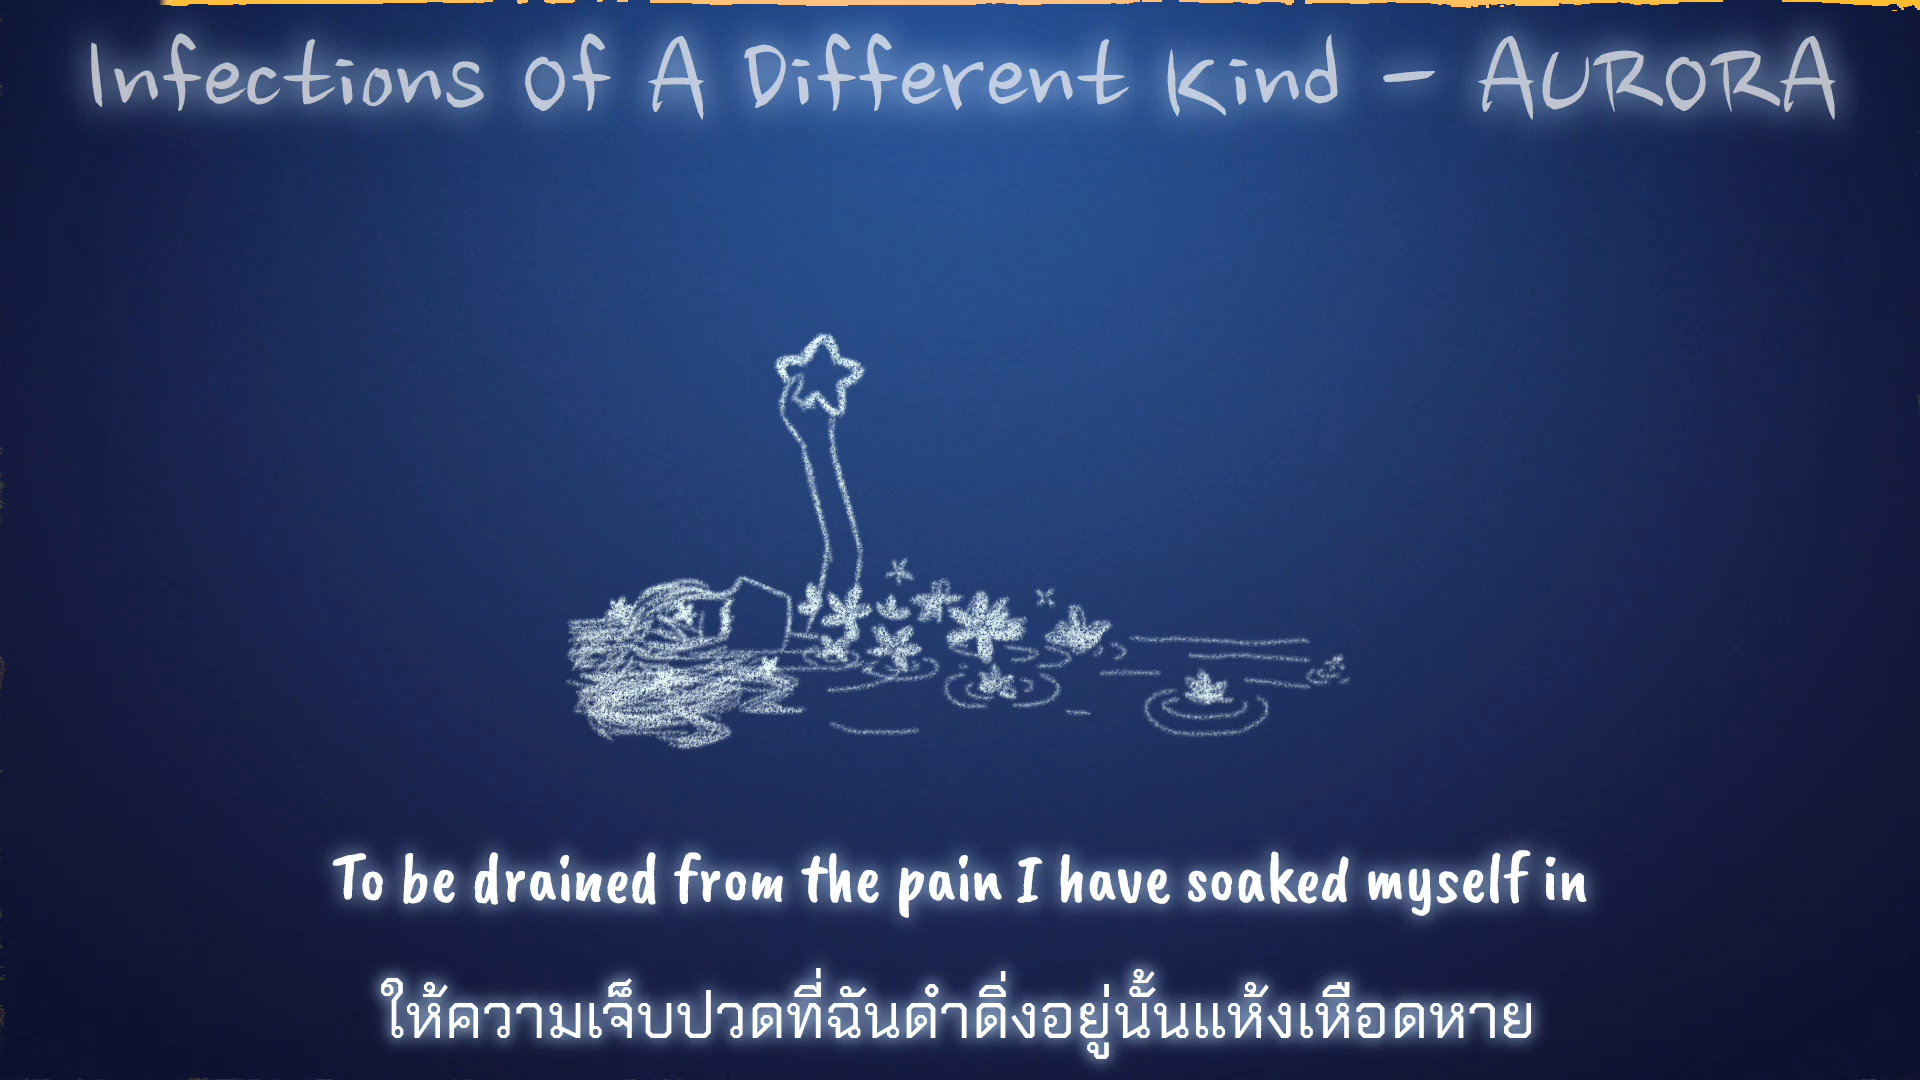 Infections Of A Different Kind - AURORA
To be drained from the pain I have soaked myself in
ให้ความเจ็บปวดที่ฉันดำดิ่งอยู่นั้นแห้งเหือดหาย